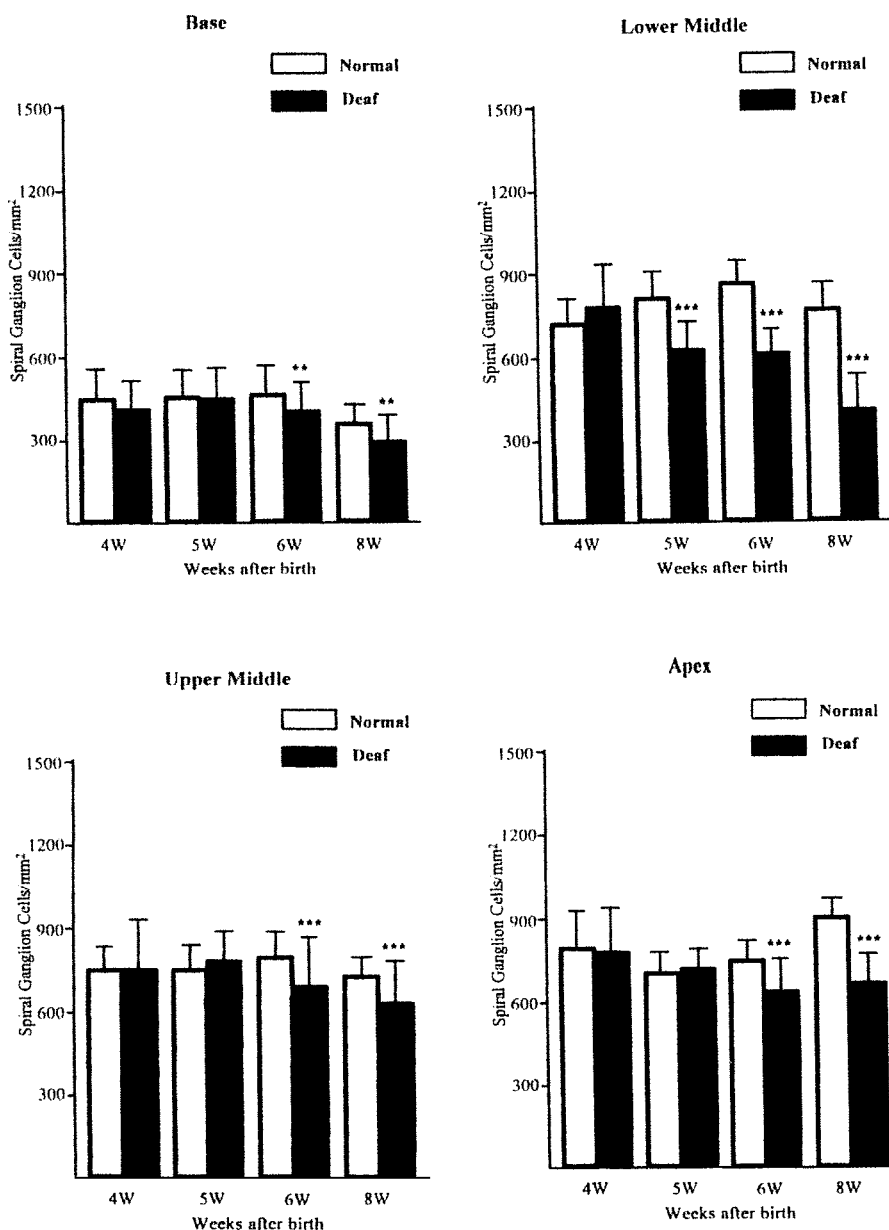 Base
Normal
Deaf
Spiral Ganglion Cells/mm²
1500
1200
900
600
300
**
**
4W 5W 6W 8W
Weeks after birth
Lower Middle
Normal
Deaf
Spiral Ganglion Cells/mm²
1500
1200
900
600
300
***
***
***
4W 5W 6W 8W
Weeks after birth
Upper Middle
Normal
Deaf
Spiral Ganglion Cells/mm²
1500
1200
900
600
300
***
***
4W 5W 6W 8W
Weeks after birth
Apex
Normal
Deaf
Spiral Ganglion Cells/mm²
1500
1200
900
600
300
***
***
4W 5W 6W 8W
Weeks after birth